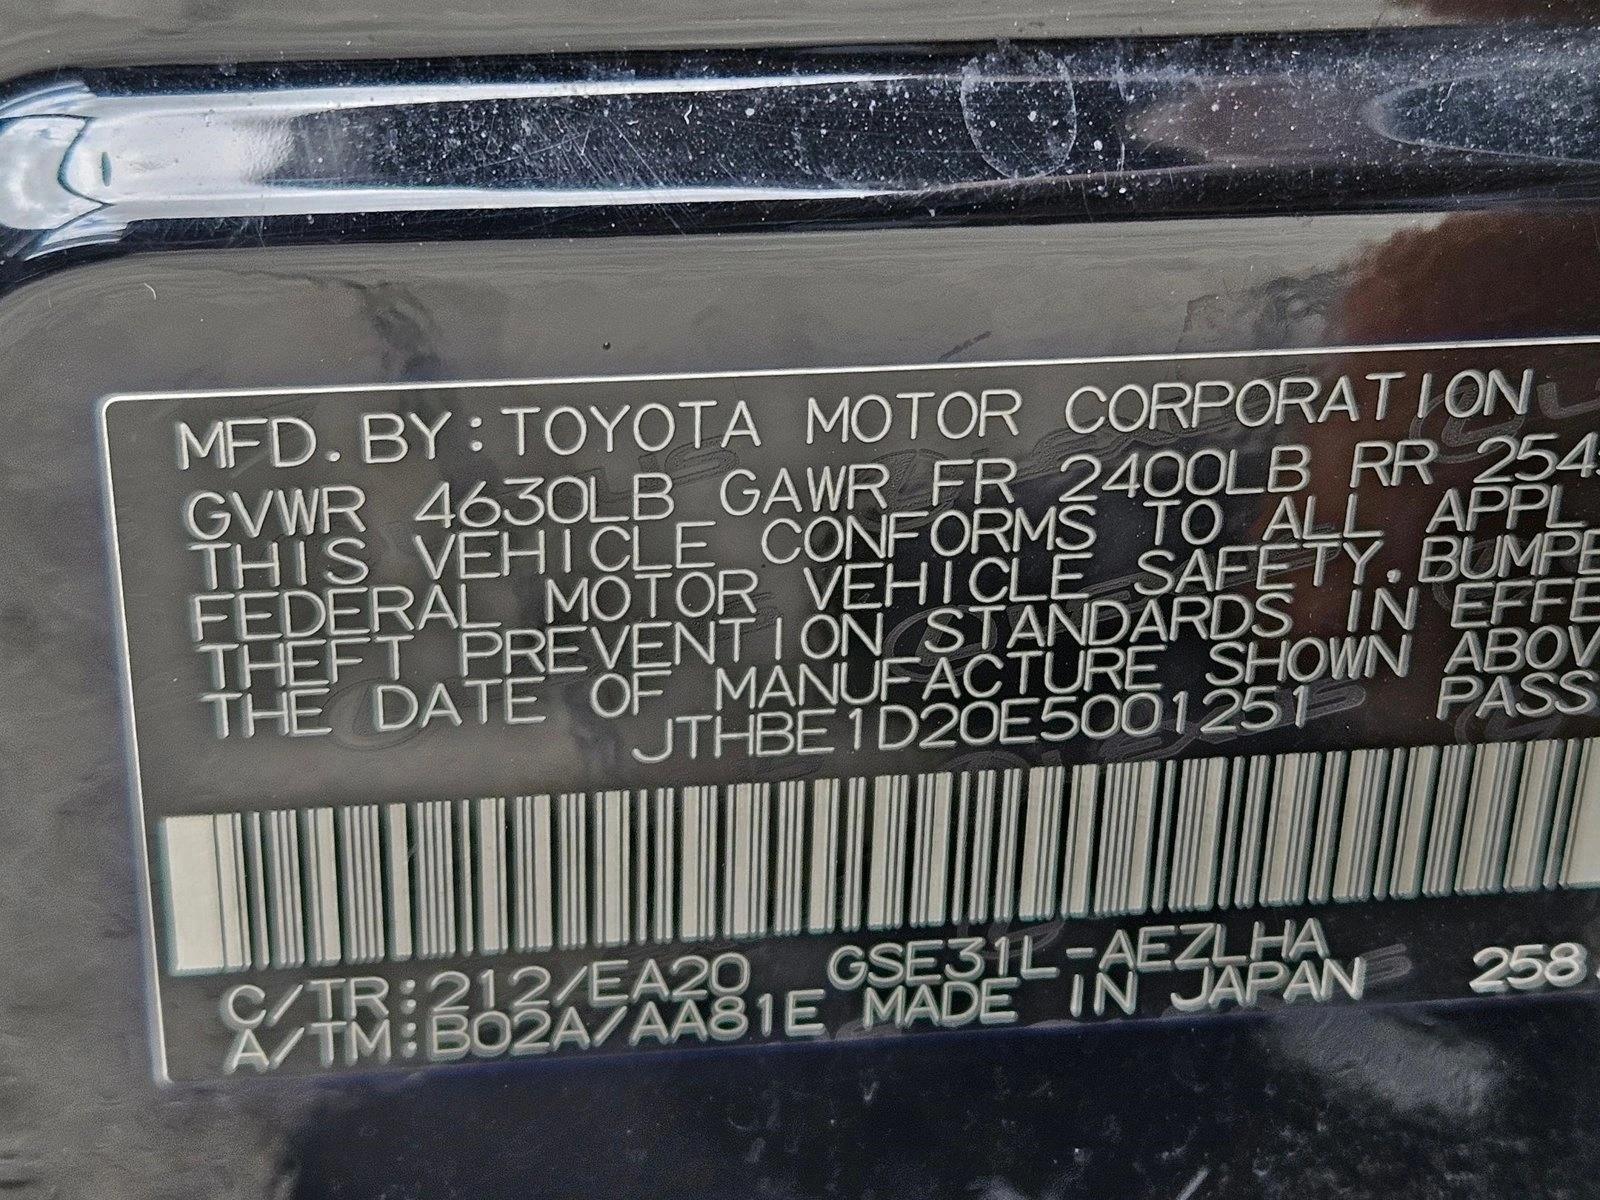 MFD. BY: TOYOTA MOTOR CORPORATION
GVWR 4630LB GAWR FR 2400LB RR 254
THIS VEHICLE CONFORMS TO ALL APPL
FEDERAL MOTOR VEHICLE SAFETY, BUMPE
THEFT PREVENTION STANDARDS IN EFFE
THE DATE OF MANUFACTURE SHOWN ABOV
JTHBE1D20E5001251 PASS
C/TR: 212/EA20 GSE31L-AEZLHA
A/TM: B02A/AA81E MADE IN JAPAN 258